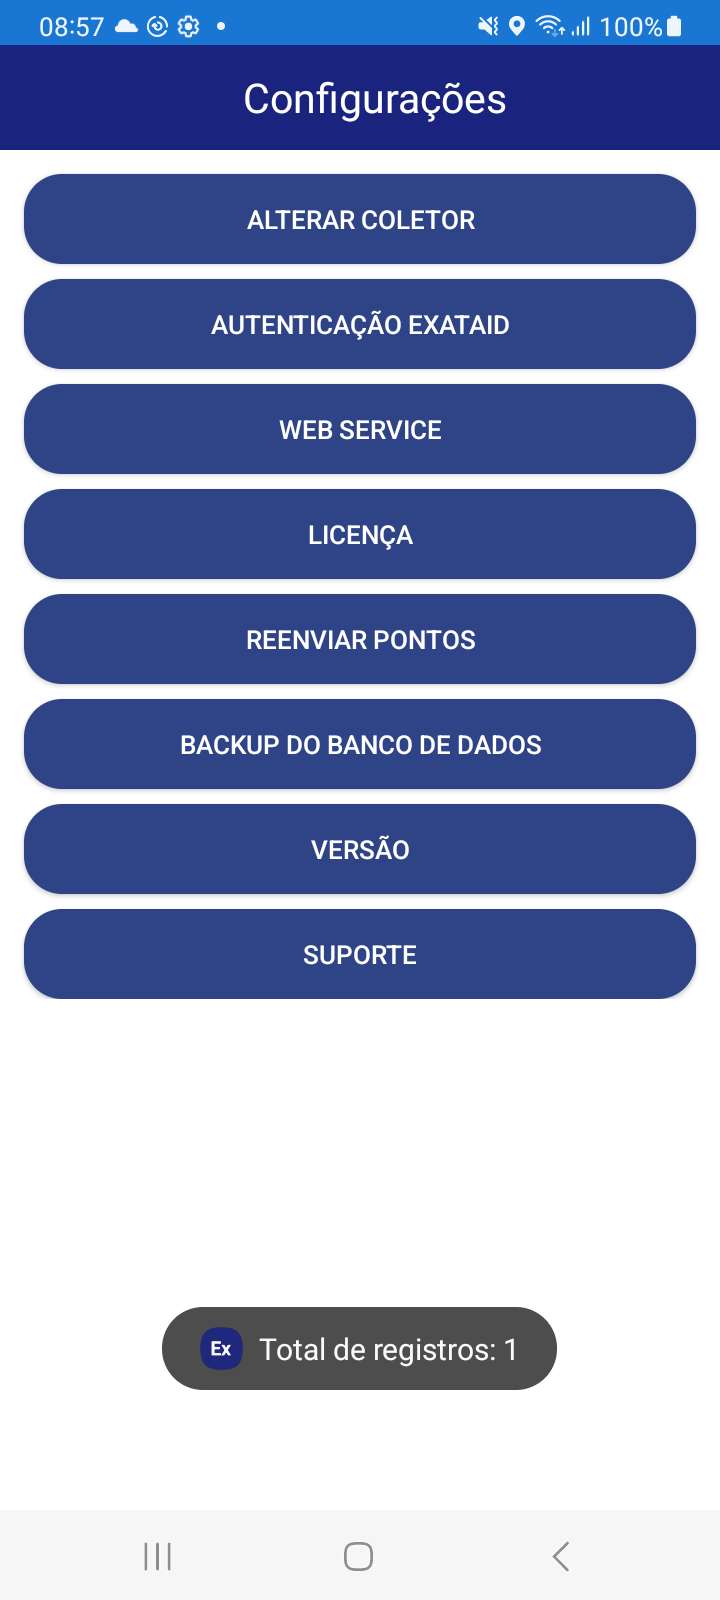 08:57 100%
Configurações
ALTERAR COLETOR
AUTENTICAÇÃO EXATAID
WEB SERVICE
LICENÇA
REENVIAR PONTOS
BACKUP DO BANCO DE DADOS
VERSÃO
SUPORTE
Ex Total de registros: 1